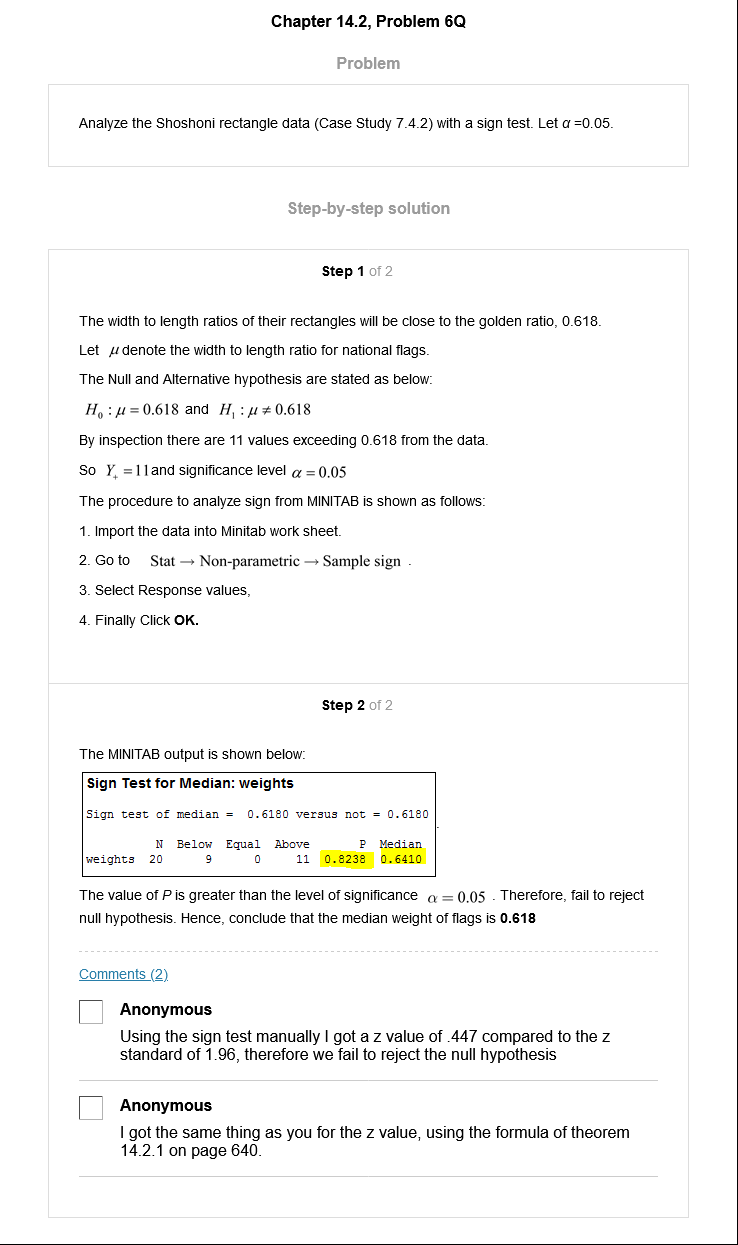 Chapter 14.2, Problem 6Q
Problem
Analyze the Shoshoni rectangle data (Case Study 7.4.2) with a sign test. Let α =0.05.
Step-by-step solution
Step 1 of 2
The width to length ratios of their rectangles will be close to the golden ratio, 0.618.
Let μ denote the width to length ratio for national flags.
The Null and Alternative hypothesis are stated as below:
H₀ : μ = 0.618 and H₁ : μ ≠ 0.618
By inspection there are 11 values exceeding 0.618 from the data.
So Y₊ = 11 and significance level α = 0.05
The procedure to analyze sign from MINITAB is shown as follows:
1. Import the data into Minitab work sheet.
2. Go to Stat → Non-parametric → Sample sign .
3. Select Response values,
4. Finally Click OK.
Step 2 of 2
The MINITAB output is shown below:
Sign Test for Median: weights
Sign test of median = 0.6180 versus not = 0.6180
N Below Equal Above P Median
weights 20 9 0 11 0.8238 0.6410
.
The value of P is greater than the level of significance α = 0.05 . Therefore, fail to reject
null hypothesis. Hence, conclude that the median weight of flags is 0.618
Comments (2)
Anonymous
Using the sign test manually I got a z value of .447 compared to the z
standard of 1.96, therefore we fail to reject the null hypothesis
Anonymous
I got the same thing as you for the z value, using the formula of theorem
14.2.1 on page 640.